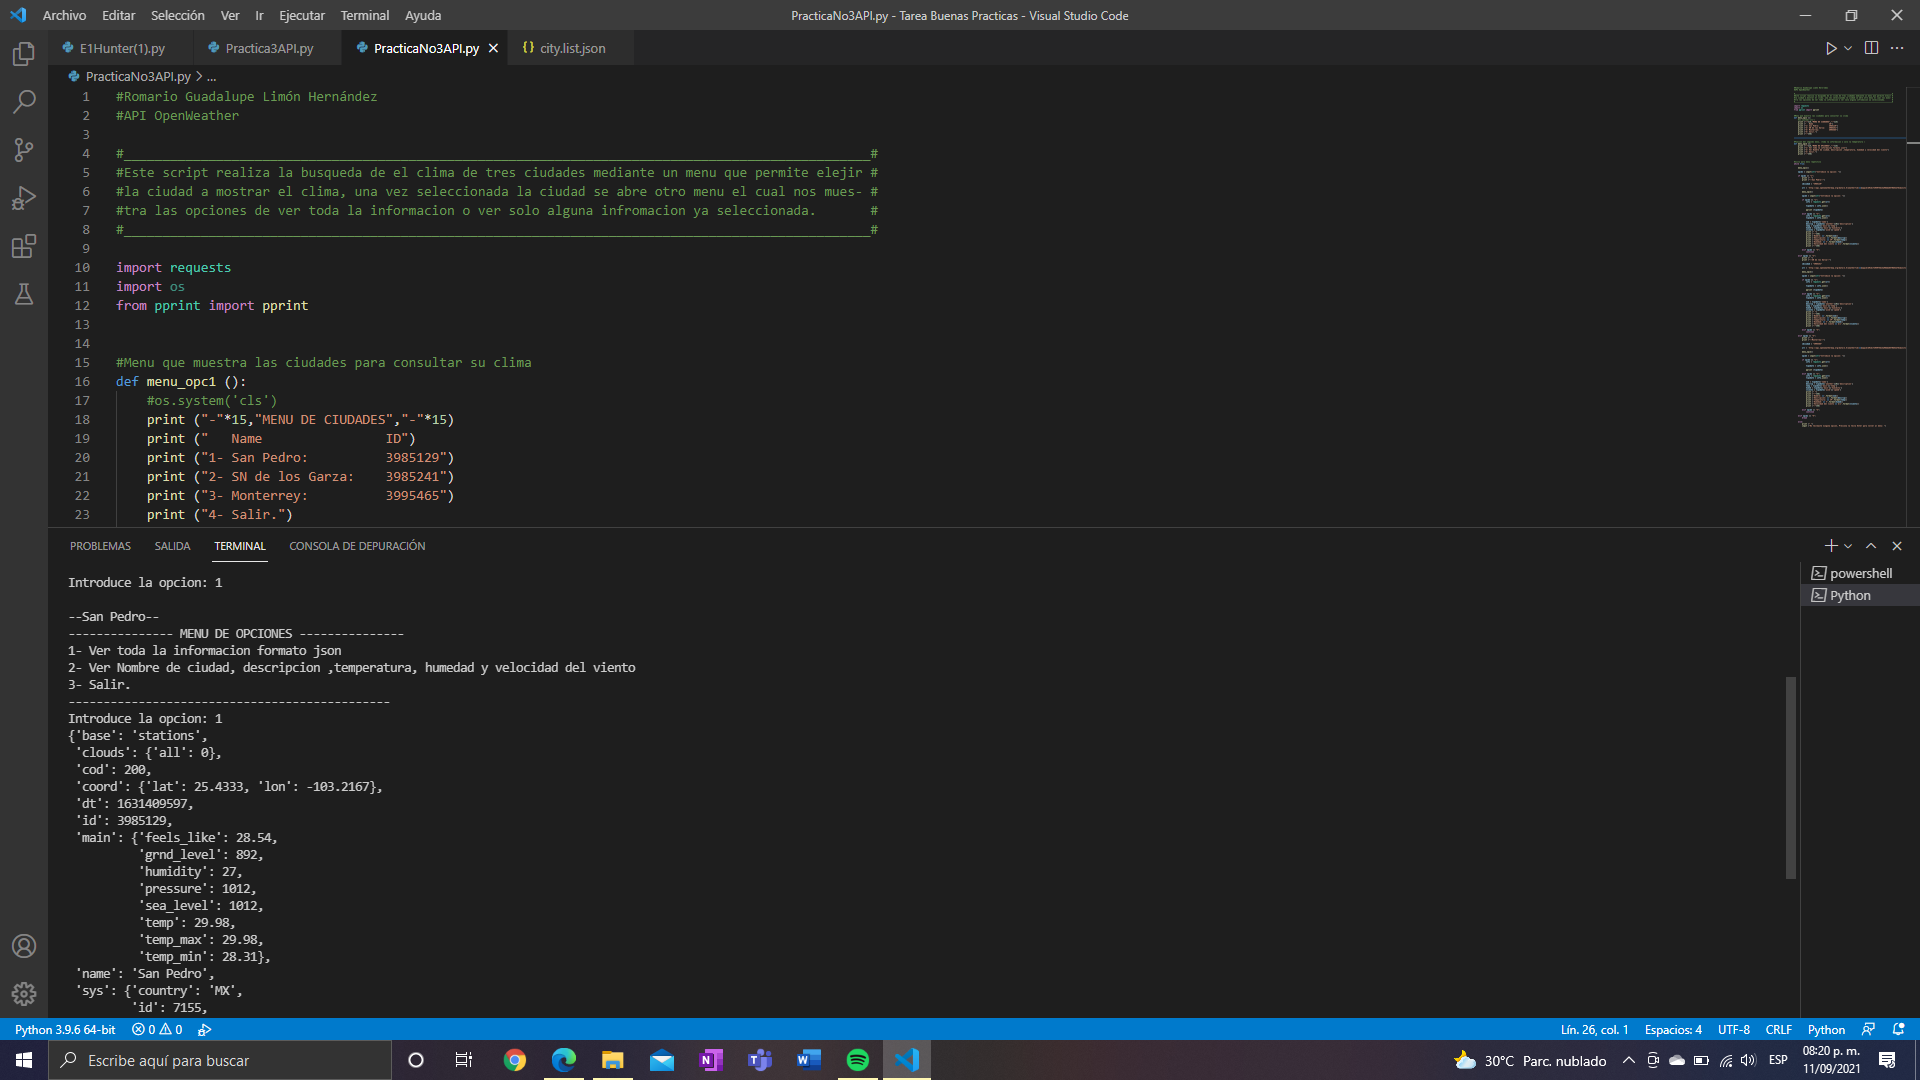 Archivo Editar Selección Ver Ir Ejecutar Terminal Ayuda
PracticaNo3API.py - Tarea Buenas Practicas - Visual Studio Code
E1Hunter(1).py Practica3API.py PracticaNo3API.py city.list.json
PracticaNo3API.py > ...
1 #Romario Guadalupe Limón Hernández
2 #API OpenWeather
3
4 #_________________________________________________________________________________________________#
5 #Este script realiza la busqueda de el clima de tres ciudades mediante un menu que permite elejir #
6 #la ciudad a mostrar el clima, una vez seleccionada la ciudad se abre otro menu el cual nos mues- #
7 #tra las opciones de ver toda la informacion o ver solo alguna infromacion ya seleccionada. #
8 #_________________________________________________________________________________________________#
9
10 import requests
11 import os
12 from pprint import pprint
13
14
15 #Menu que muestra las ciudades para consultar su clima
16 def menu_opc1 ():
17 #os.system('cls')
18 print ("-"*15,"MENU DE CIUDADES","-"*15)
19 print ("   Name                ID")
20 print ("1- San Pedro:          3985129")
21 print ("2- SN de los Garza:    3985241")
22 print ("3- Monterrey:          3995465")
23 print ("4- Salir.")
PROBLEMAS SALIDA TERMINAL CONSOLA DE DEPURACIÓN
powershell
Python
Introduce la opcion: 1
--San Pedro--
--------------- MENU DE OPCIONES ---------------
1- Ver toda la informacion formato json
2- Ver Nombre de ciudad, descripcion ,temperatura, humedad y velocidad del viento
3- Salir.
----------------------------------------------
Introduce la opcion: 1
{'base': 'stations',
'clouds': {'all': 0},
'cod': 200,
'coord': {'lat': 25.4333, 'lon': -103.2167},
'dt': 1631409597,
'id': 3985129,
'main': {'feels_like': 28.54,
'grnd_level': 892,
'humidity': 27,
'pressure': 1012,
'sea_level': 1012,
'temp': 29.98,
'temp_max': 29.98,
'temp_min': 28.31},
'name': 'San Pedro',
'sys': {'country': 'MX',
'id': 7155,
Python 3.9.6 64-bit 0 0 Lín. 26, col. 1 Espacios: 4 UTF-8 CRLF Python
Escribe aquí para buscar
30°C Parc. nublado ESP
08:20 p. m.
11/09/2021